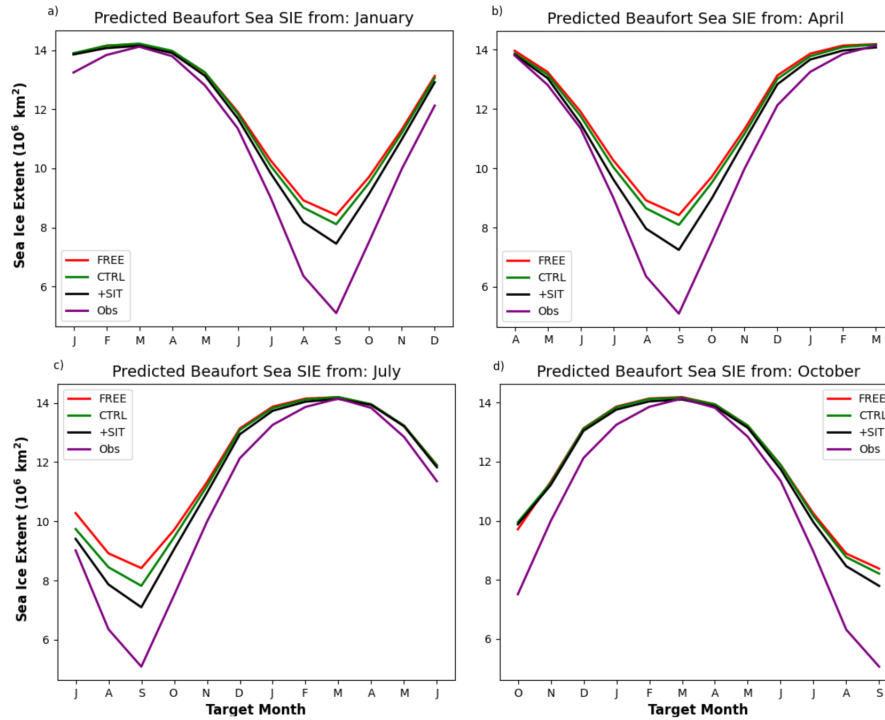 a)
Predicted Beaufort Sea SIE from: January
Sea Ice Extent (10⁶ km²)
14
12
10
8
6
FREE
CTRL
+SIT
Obs
J F M A M J J A S O N D
b)
Predicted Beaufort Sea SIE from: April
14
12
10
8
6
FREE
CTRL
+SIT
Obs
A M J J A S O N D J F M
c)
Predicted Beaufort Sea SIE from: July
Sea Ice Extent (10⁶ km²)
14
12
10
8
6
FREE
CTRL
+SIT
Obs
J A S O N D J F M A M J
Target Month
d)
Predicted Beaufort Sea SIE from: October
14
12
10
8
6
FREE
CTRL
+SIT
Obs
O N D J F M A M J J A S
Target Month